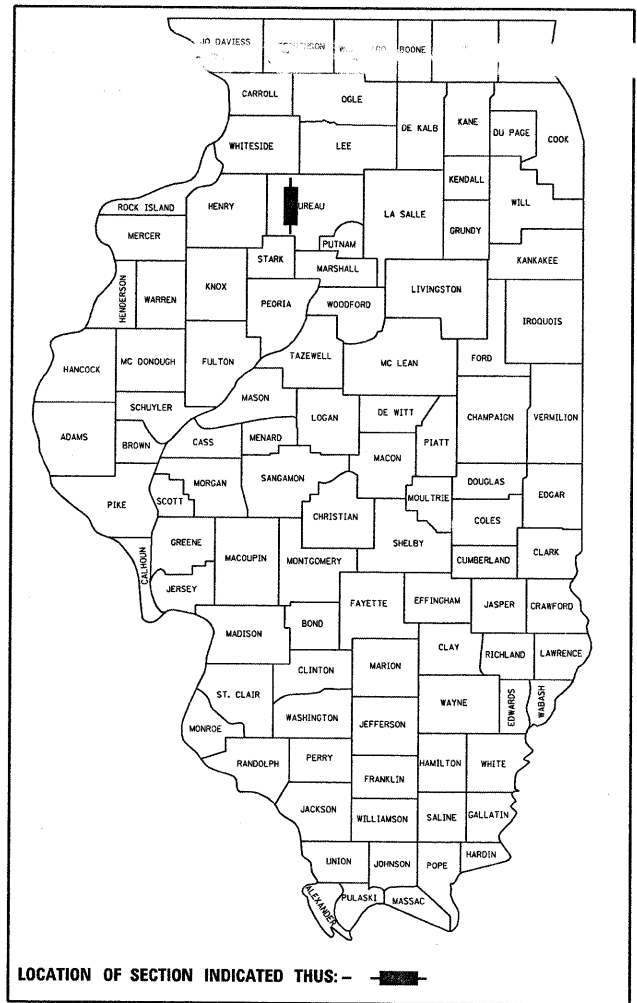 JO DAVIESS
BOONE
CARROLL
OGLE
DE KALB
KANE
DU PAGE
COOK
WHITESIDE
LEE
KENDALL
WILL
ROCK ISLAND
HENRY
UREAU
LA SALLE
GRUNDY
MERCER
PUTNAM
STARK
MARSHALL
KANKAKEE
HENDERSON
WARREN
KNOX
PEORIA
WOODFORD
LIVINGSTON
IROQUOIS
HANCOCK
MC DONOUGH
FULTON
TAZEWELL
MC LEAN
FORD
SCHUYLER
MASON
LOGAN
DE WITT
CHAMPAIGN
VERMILION
ADAMS
BROWN
CASS
MENARD
MACON
PIATT
PIKE
SCOTT
MORGAN
SANGAMON
CHRISTIAN
MOULTRIE
DOUGLAS
EDGAR
COLES
CALHOUN
GREENE
MACOUPIN
MONTGOMERY
SHELBY
CUMBERLAND
CLARK
JERSEY
FAYETTE
EFFINGHAM
JASPER
CRAWFORD
MADISON
BOND
CLAY
RICHLAND
LAWRENCE
CLINTON
MARION
ST. CLAIR
WAYNE
EDWARDS
WABASH
MONROE
WASHINGTON
JEFFERSON
RANDOLPH
PERRY
HAMILTON
WHITE
FRANKLIN
JACKSON
WILLIAMSON
SALINE
GALLATIN
UNION
JOHNSON
POPE
HARDIN
ALEXANDER
PULASKI
MASSAC
LOCATION OF SECTION INDICATED THUS: -